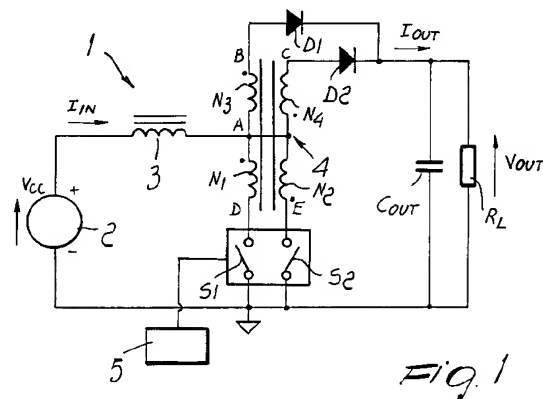 1
D1
IOUT
B
C
D2
IIN
N3
N4
A
3
4
VCC
+
2
-
N1
N2
COUT
RL
VOUT
D
E
S1
S2
5
Fig. 1